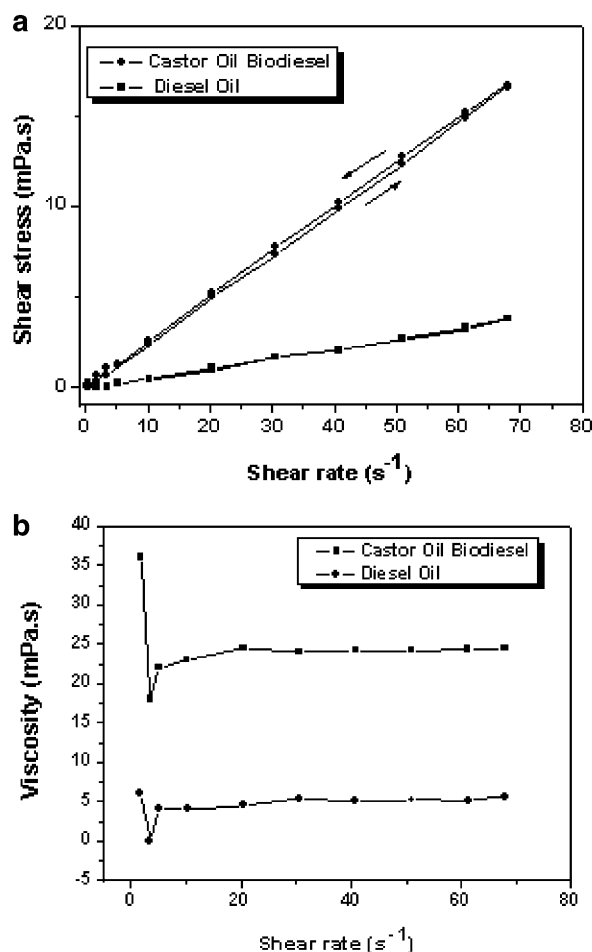 a
20
10
0
Shear stress (mPa.s)
Castor Oil Biodiesel
Diesel Oil
0 10 20 30 40 50 60 70 80
Shear rate (s⁻¹)
b
40
35
30
25
20
15
10
5
0
-5
Viscosity (mPa.s)
Castor Oil Biodiesel
Diesel Oil
0 20 40 60 80
Shear rate (s⁻¹)